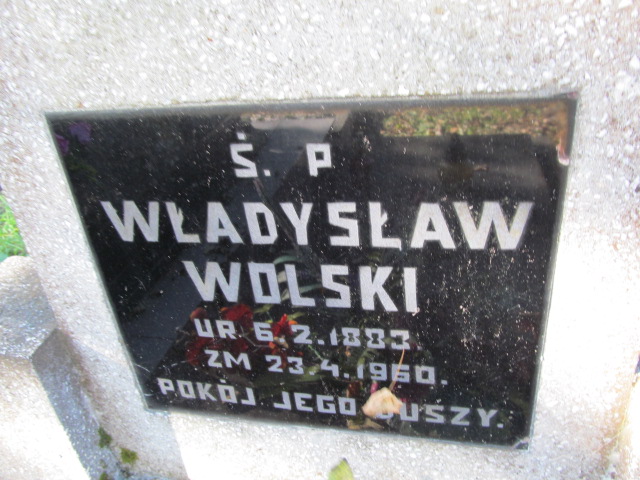 Ś. P
WŁADYSŁAW
WOLSKI
UR 6.2.1883.
ZM 23.4.1960.
POKÓJ JEGO DUSZY.